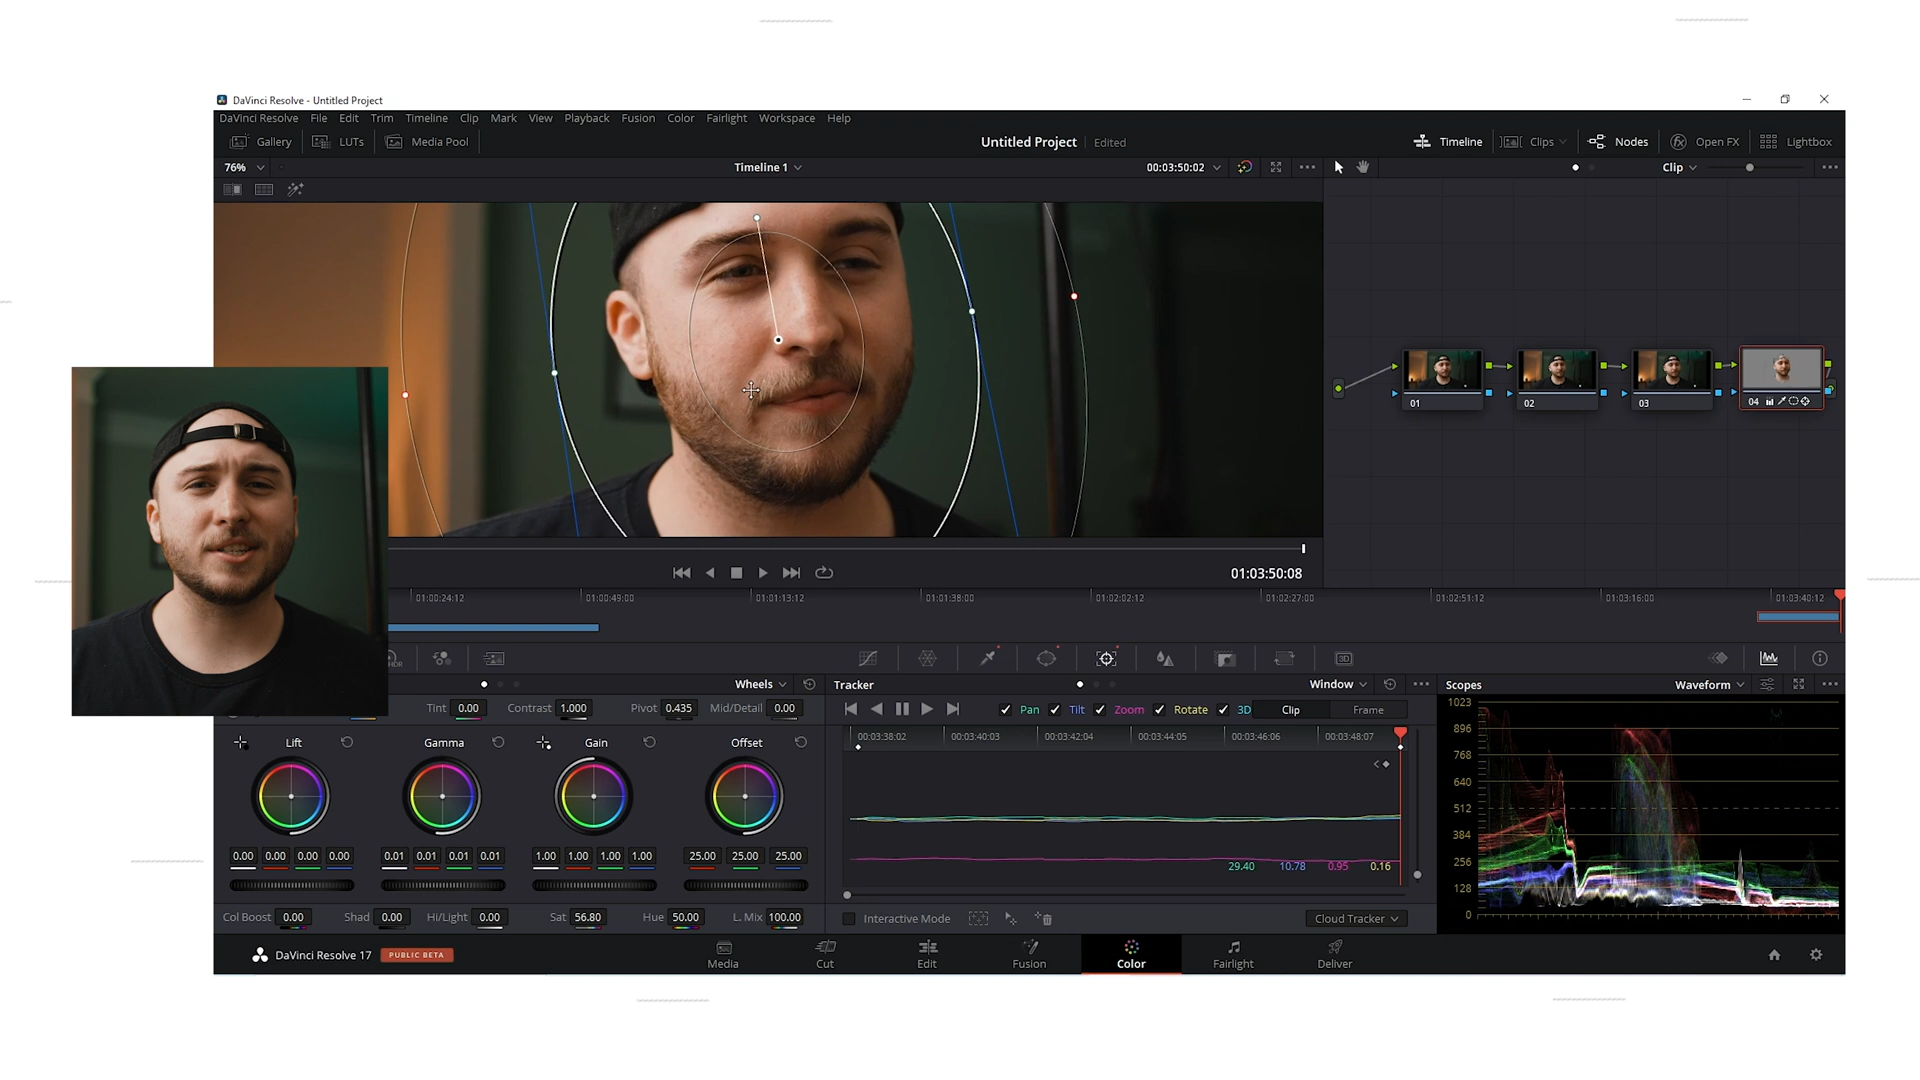 DaVinci Resolve - Untitled Project
DaVinci Resolve File Edit Trim Timeline Clip Mark View Playback Fusion Color Fairlight Workspace Help
Gallery LUTs Media Pool Untitled Project Edited Timeline Clips Nodes Open FX Lightbox
76% Timeline 1 00:03:50:02 Clip
01 02 03 04
01:03:50:08
01:00:24:12 01:00:49:00 01:01:13:12 01:01:38:00 01:02:02:12 01:02:27:00 01:02:51:12 01:03:16:00 01:03:40:12
HDR 3D
Wheels Tracker Window Scopes Waveform
Tint 0.00 Contrast 1.000 Pivot 0.435 Mid/Detail 0.00 Pan Tilt Zoom Rotate 3D Clip Frame
00:03:38:02 00:03:40:03 00:03:42:04 00:03:44:05 00:03:46:06 00:03:48:07
Lift Gamma Gain Offset
0.00 0.00 0.00 0.00 0.01 0.01 0.01 0.01 1.00 1.00 1.00 1.00 25.00 25.00 25.00
29.40 10.78 0.95 0.16
1023
896
768
640
512
384
256
128
0
Col Boost 0.00 Shad 0.00 Hi/Light 0.00 Sat 56.80 Hue 50.00 L. Mix 100.00 Interactive Mode Cloud Tracker
DaVinci Resolve 17 PUBLIC BETA Media Cut Edit Fusion Color Fairlight Deliver